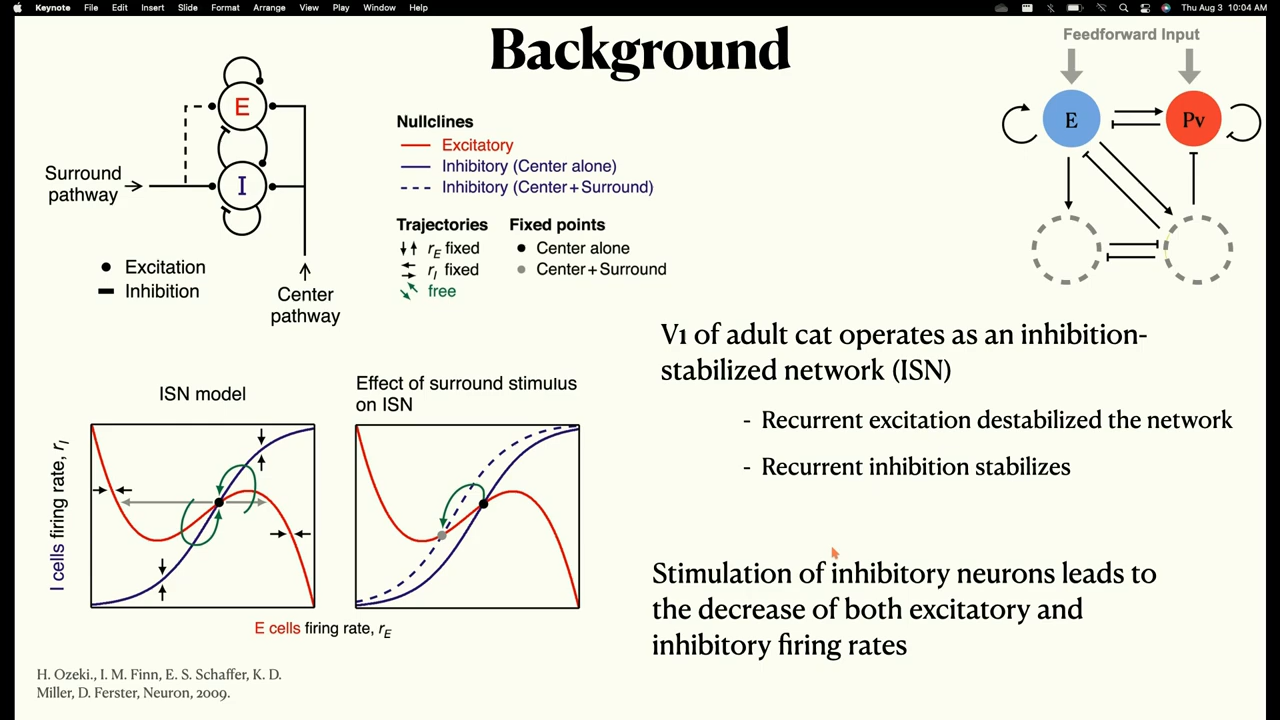 Keynote File Edit Insert Slide Format Arrange View Play Window Help Thu Aug 3 10:04 AM
Background
E
I
Surround
pathway
Excitation
Inhibition
Center
pathway
Nullclines
Excitatory
Inhibitory (Center alone)
Inhibitory (Center+Surround)
Trajectories
rE fixed
rI fixed
free
Fixed points
Center alone
Center+Surround
Feedforward Input
E
Pv
V1 of adult cat operates as an inhibition-
stabilized network (ISN)
- Recurrent excitation destabilized the network
- Recurrent inhibition stabilizes
ISN model
Effect of surround stimulus
on ISN
I cells firing rate, rI
E cells firing rate, rE
Stimulation of inhibitory neurons leads to
the decrease of both excitatory and
inhibitory firing rates
H. Ozeki., I. M. Finn, E. S. Schaffer, K. D.
Miller, D. Ferster, Neuron, 2009.